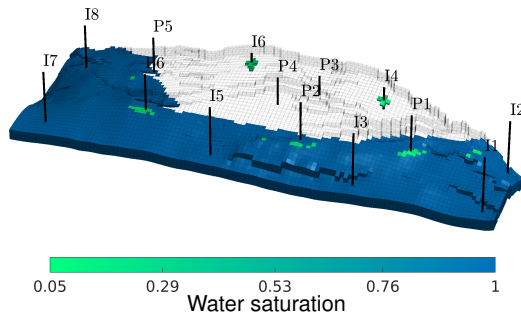 I8
P5
I6
I7
P6
P4
P3
I4
I5
P2
I3
P1
I2
I1
0.05 0.29 0.53 0.76 1
Water saturation